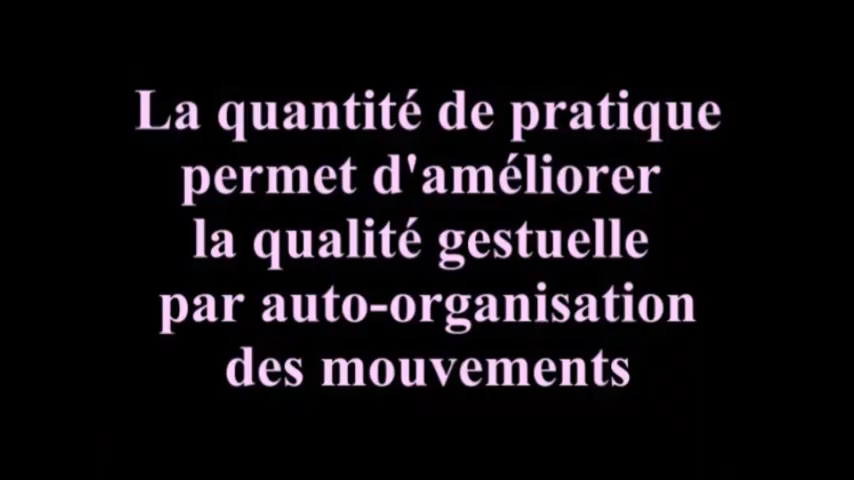 La quantité de pratique
permet d'améliorer
la qualité gestuelle
par auto-organisation
des mouvements